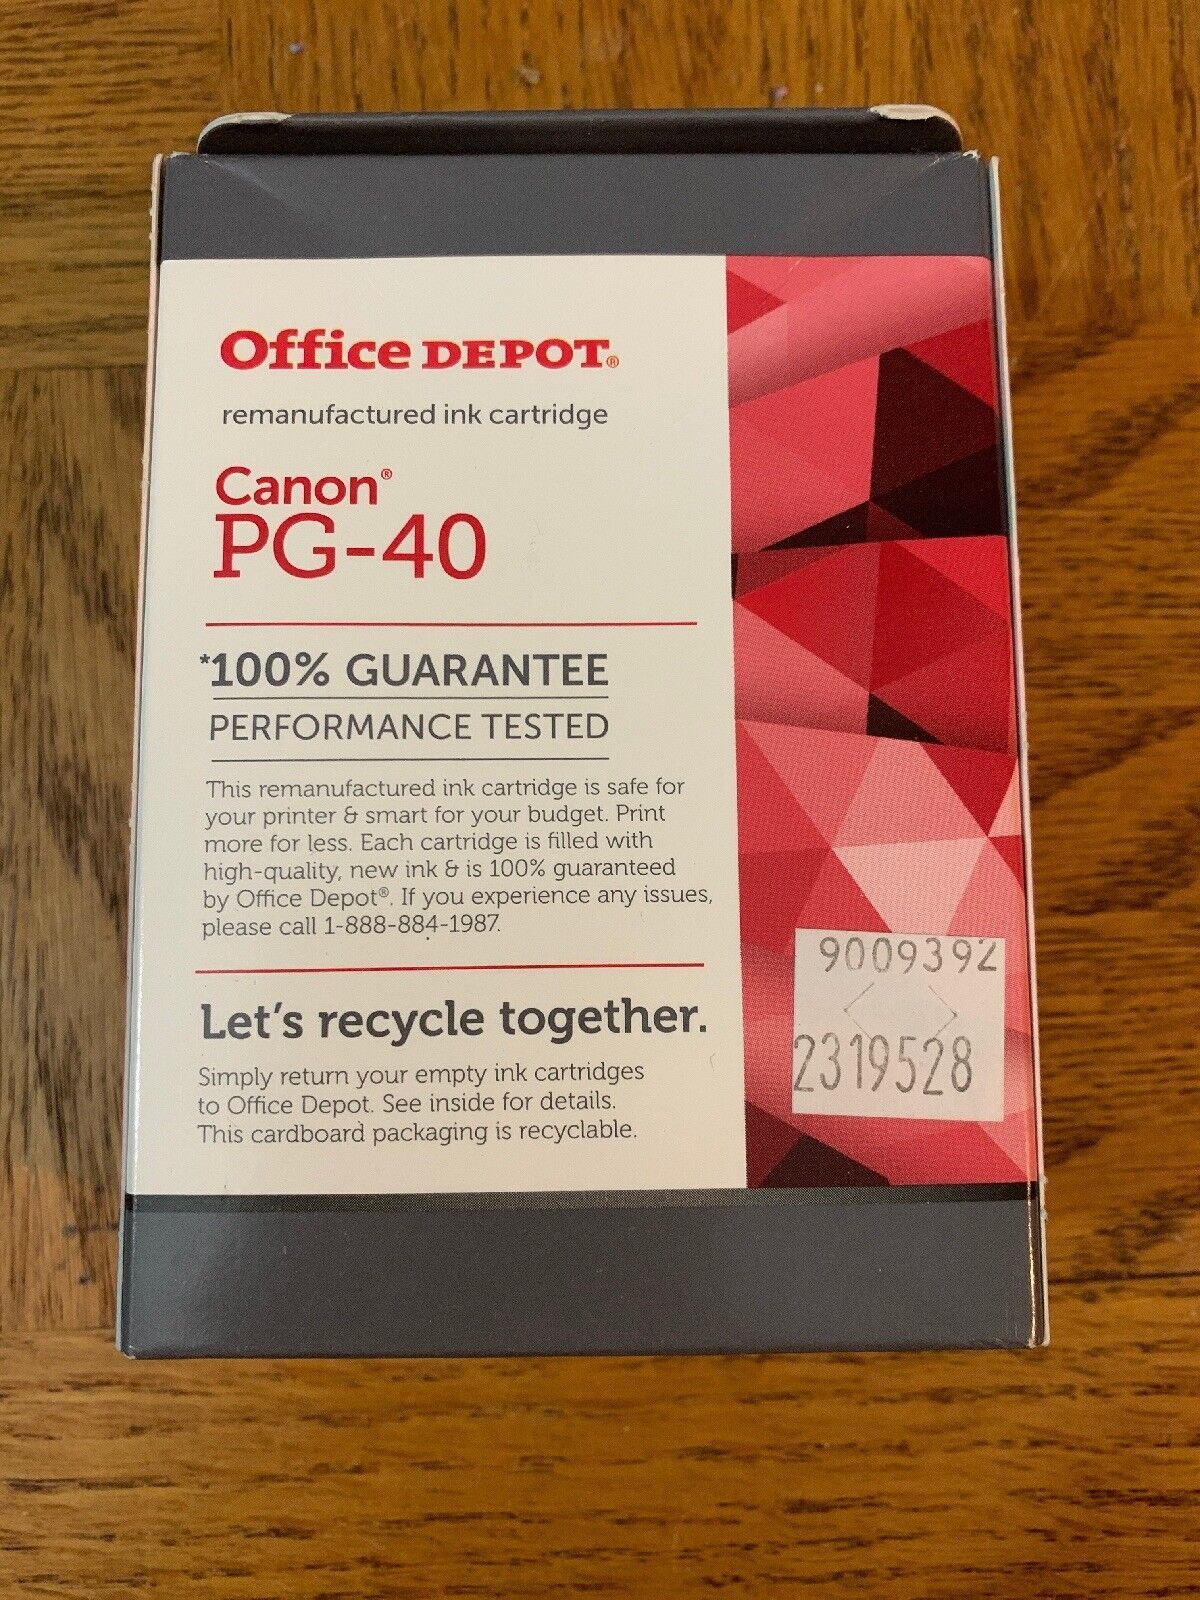 Office DEPOT®
remanufactured ink cartridge
Canon®
PG-40
*100% GUARANTEE
PERFORMANCE TESTED
This remanufactured ink cartridge is safe for
your printer & smart for your budget. Print
more for less. Each cartridge is filled with
high-quality, new ink & is 100% guaranteed
by Office Depot®. If you experience any issues,
please call 1-888-884-1987.
Let's recycle together.
Simply return your empty ink cartridges
to Office Depot. See inside for details.
This cardboard packaging is recyclable.
9009392
2319528